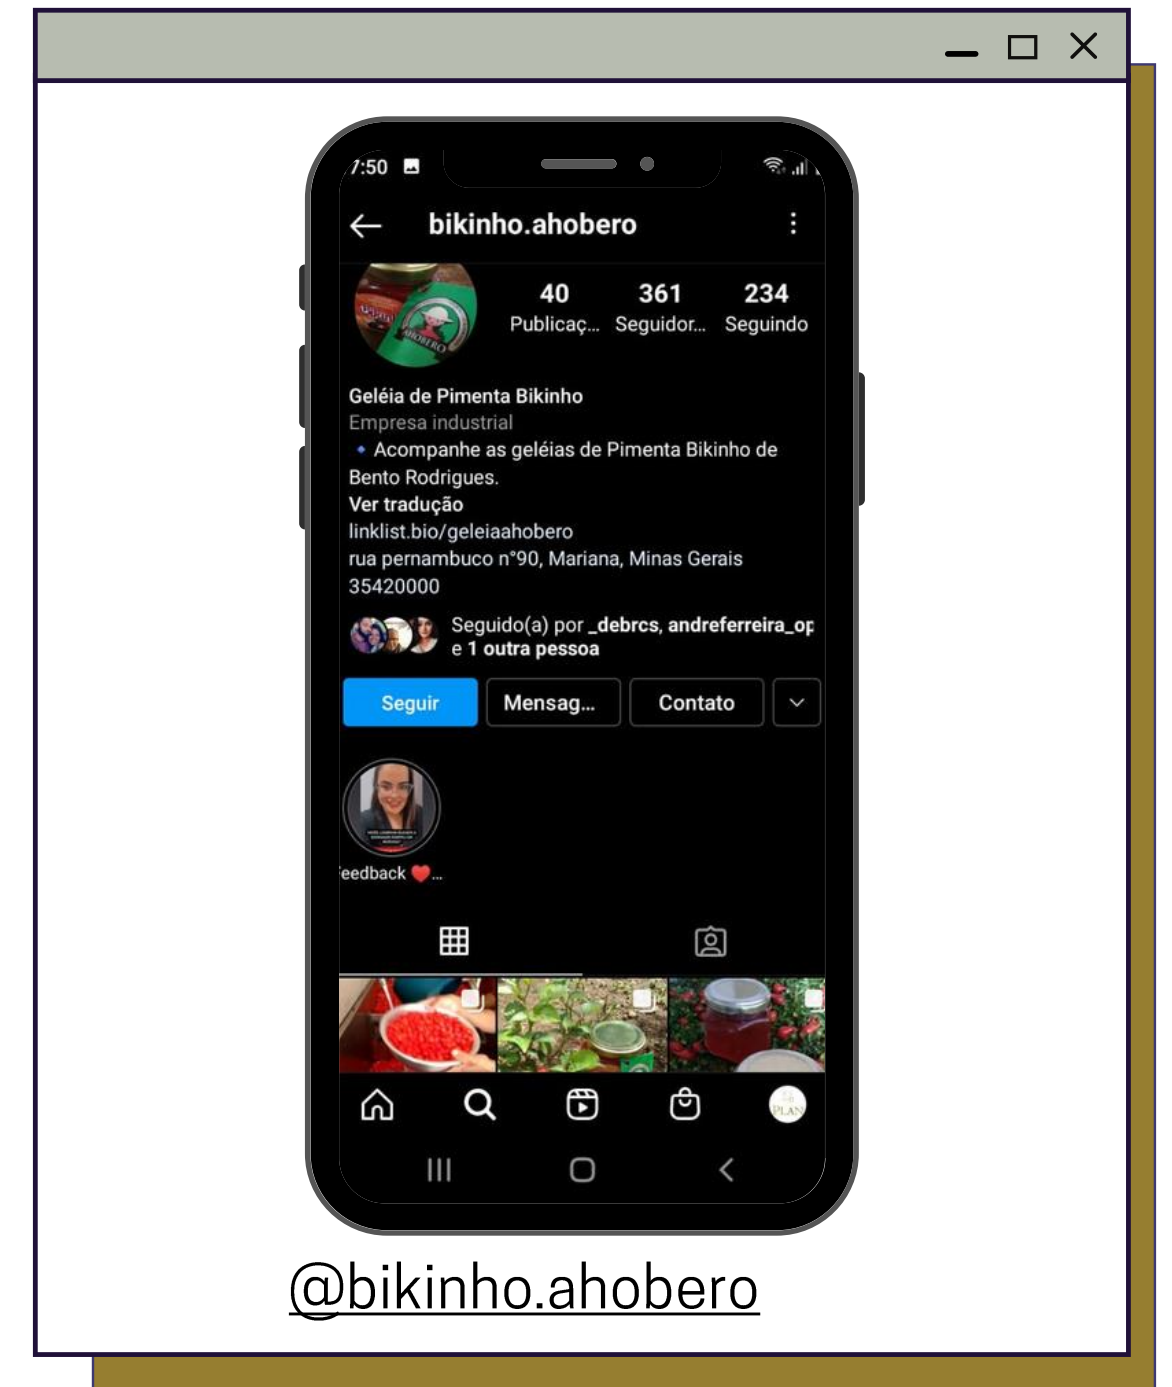 7:50
bikinho.ahobero
40 361 234
Publicaç... Seguidor... Seguindo
AHOBERO
Geléia de Pimenta Bikinho
Empresa industrial
🔹 Acompanhe as geléias de Pimenta Bikinho de
Bento Rodrigues.
Ver tradução
linklist.bio/geleiaahobero
rua pernambuco n°90, Mariana, Minas Gerais
35420000
Seguido(a) por _debrcs, andreferreira_op
e 1 outra pessoa
Seguir Mensag... Contato
eedback ❤️...
PLAN
@bikinho.ahobero